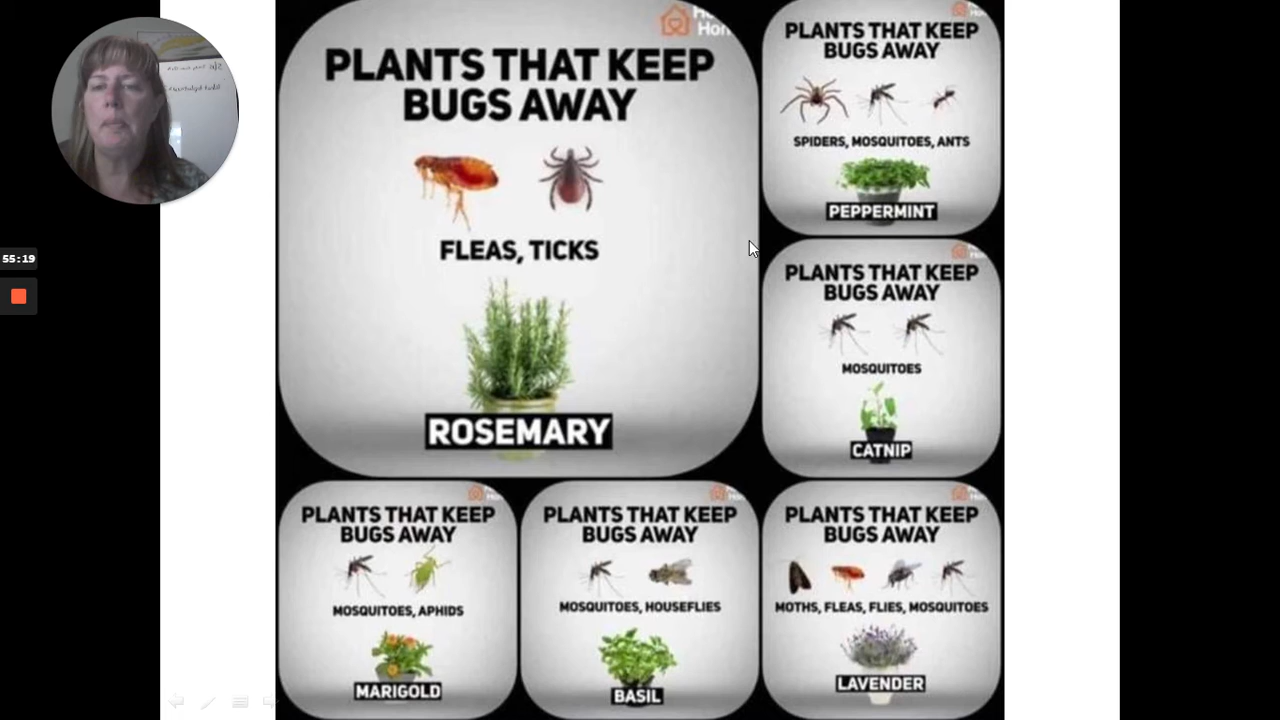 PLANTS THAT KEEP
BUGS AWAY
FLEAS, TICKS
ROSEMARY
PLANTS THAT KEEP
BUGS AWAY
SPIDERS, MOSQUITOES, ANTS
PEPPERMINT
PLANTS THAT KEEP
BUGS AWAY
MOSQUITOES
CATNIP
PLANTS THAT KEEP
BUGS AWAY
MOSQUITOES, APHIDS
MARIGOLD
PLANTS THAT KEEP
BUGS AWAY
MOSQUITOES, HOUSEFLIES
BASIL
PLANTS THAT KEEP
BUGS AWAY
MOTHS, FLEAS, FLIES, MOSQUITOES
LAVENDER
55:19